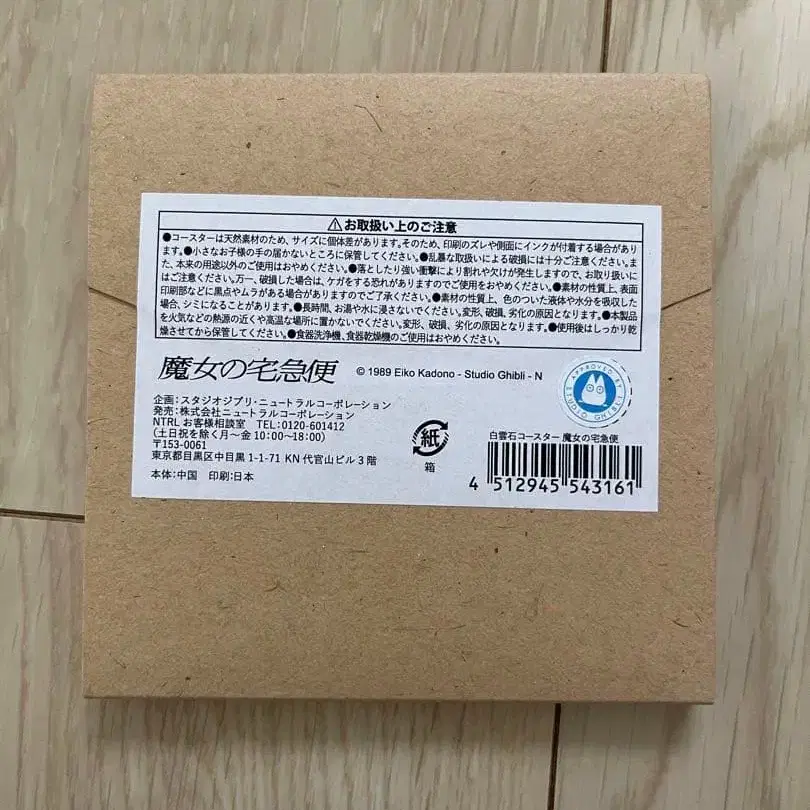 ⚠お取扱い上のご注意
●コースターは天然素材のため、サイズに個体差があります。そのため、印刷のズレや側面にインクが付着する場合があり
ます。●小さなお子様の手の届かないところに保管してください。●乱暴な取扱いによる破損には十分ご注意ください。ま
た、本来の用途以外のご使用はおやめください。●落としたり強い衝撃により割れや欠けが発生しますので、お取り扱いに
はご注意ください。万一、破損した場合は、ケガをする恐れがありますのでご使用をおやめください。●素材の性質上、表面
印刷部などに黒点やムラがある場合がありますのでご了承ください。●素材の性質上、色のついた液体や水分を吸収した
場合、シミになることがあります。●長時間、お湯や水に浸さないでください。変形、破損、劣化の原因となります。●本製品
を火気などの熱源の近くや高温な場所に置かないでください。変形、破損、劣化の原因となります。●使用後はしっかり乾
燥させてから保管してください。●食器洗浄機、食器乾燥機のご使用はおやめください。
魔女の宅急便
© 1989 Eiko Kadono - Studio Ghibli - N
APPROVED BY
STUDIO GHIBLI
企画：スタジオジブリ・ニュートラルコーポレーション
発売：株式会社ニュートラルコーポレーション
NTRL お客様相談室 TEL:0120-601412
(土日祝を除く月～金 10:00～18:00)
〒153-0061
東京都目黒区中目黒 1-1-71 KN 代官山ビル 3 階
本体：中国 印刷：日本
紙
箱
白雲石コースター 魔女の宅急便
4 512945 543161